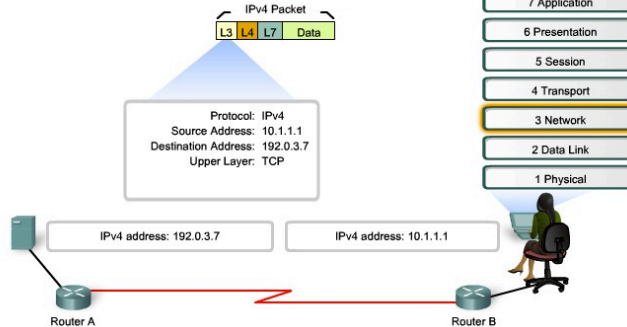 IPv4 Packet
L3 L4 L7 Data
Protocol: IPv4
Source Address: 10.1.1.1
Destination Address: 192.0.3.7
Upper Layer: TCP
7 Application
6 Presentation
5 Session
4 Transport
3 Network
2 Data Link
1 Physical
IPv4 address: 192.0.3.7
IPv4 address: 10.1.1.1
Router A
Router B